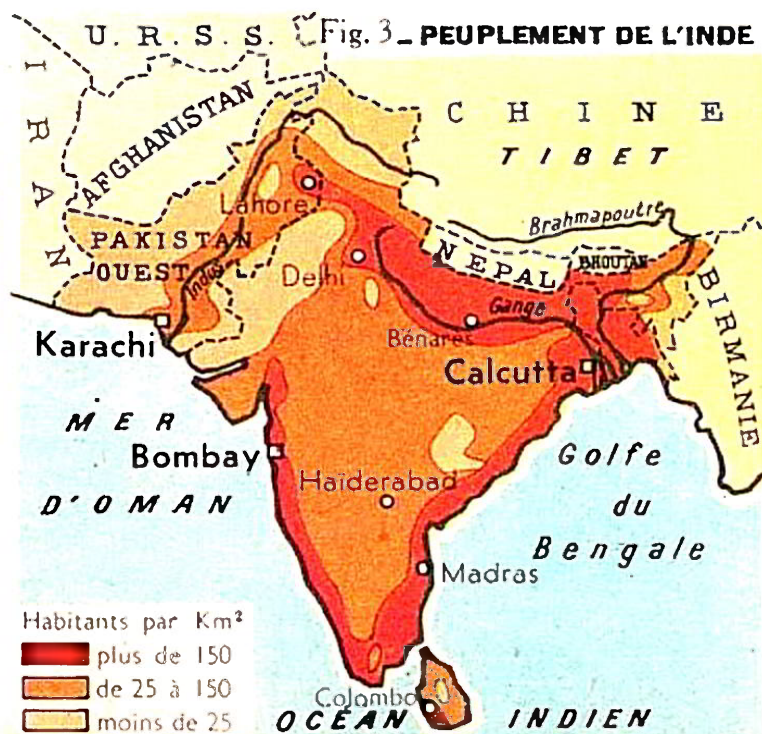 Fig. 3 _ PEUPLEMENT DE L'INDE
U.R.S.S.
IRAN
AFGHANISTAN
CHINE
TIBET
Brahmapoutre
Lahore
PAKISTAN
OUEST
Indus
Delhi
NEPAL
BHOUTAN
Gange
BIRMANIE
Karachi
Bénarès
Calcutta
MER
D'OMAN
Bombay
Haïderabad
Golfe
du
Bengale
Madras
Habitants par Km²
plus de 150
de 25 à 150
moins de 25
Colombo
OCÉAN INDIEN